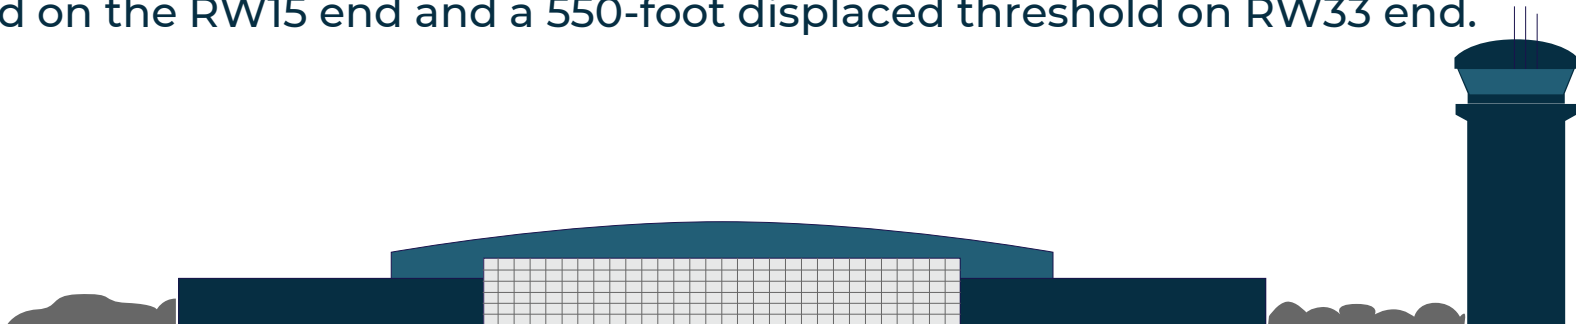 d on the RW15 end and a 550-foot displaced threshold on RW33 end.